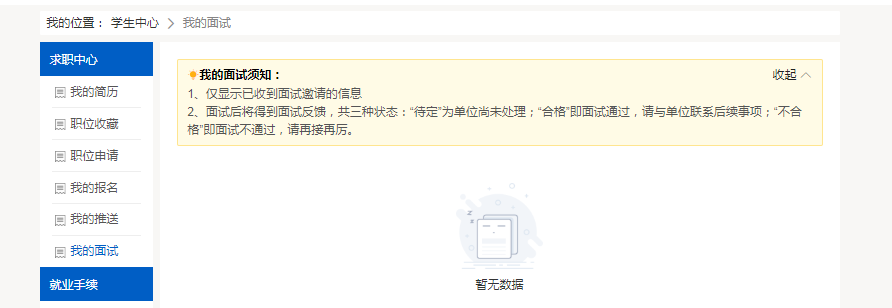 我的位置： 学生中心 > 我的面试
求职中心
我的简历
职位收藏
职位申请
我的报名
我的推送
我的面试
就业手续
我的面试须知： 收起
1、仅显示已收到面试邀请的信息
2、面试后将得到面试反馈，共三种状态：“待定”为单位尚未处理；“合格”即面试通过，请与单位联系后续事项；“不合
格”即面试不通过，请再接再厉。
z
z
暂无数据